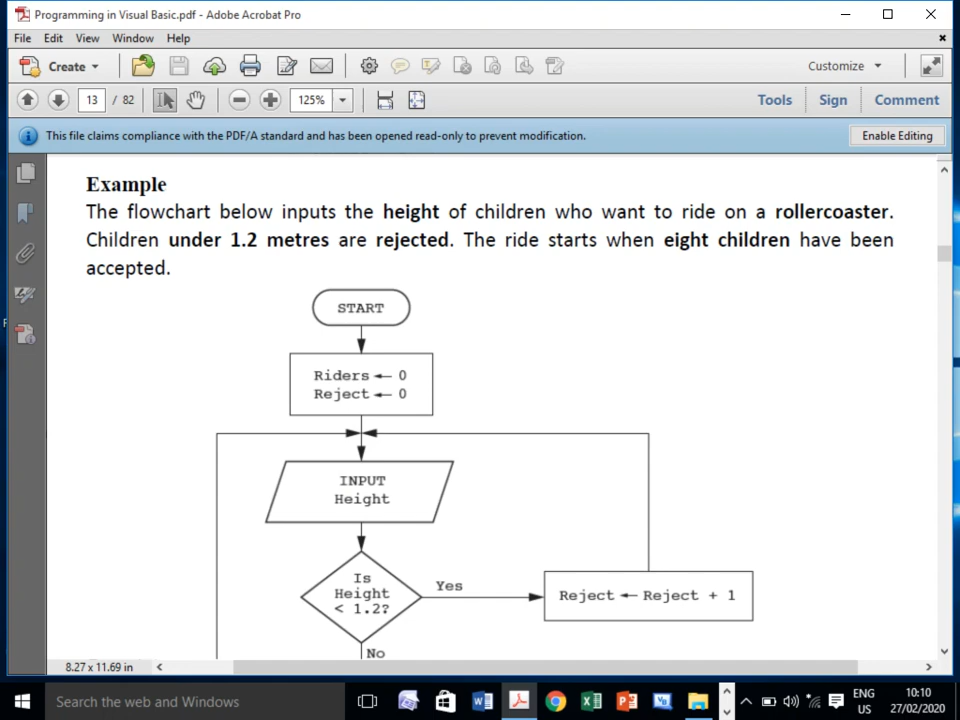 Programming in Visual Basic.pdf - Adobe Acrobat Pro
File Edit View Window Help
Create Customize
13 / 82 125% Tools Sign Comment
This file claims compliance with the PDF/A standard and has been opened read-only to prevent modification. Enable Editing
Example
The flowchart below inputs the height of children who want to ride on a rollercoaster.
Children under 1.2 metres are rejected. The ride starts when eight children have been
accepted.
START
Riders ← 0
Reject ← 0
INPUT
Height
Is
Height
< 1.2?
Yes
Reject ← Reject + 1
No
8.27 x 11.69 in
Search the web and Windows
ENG
US
10:10
27/02/2020